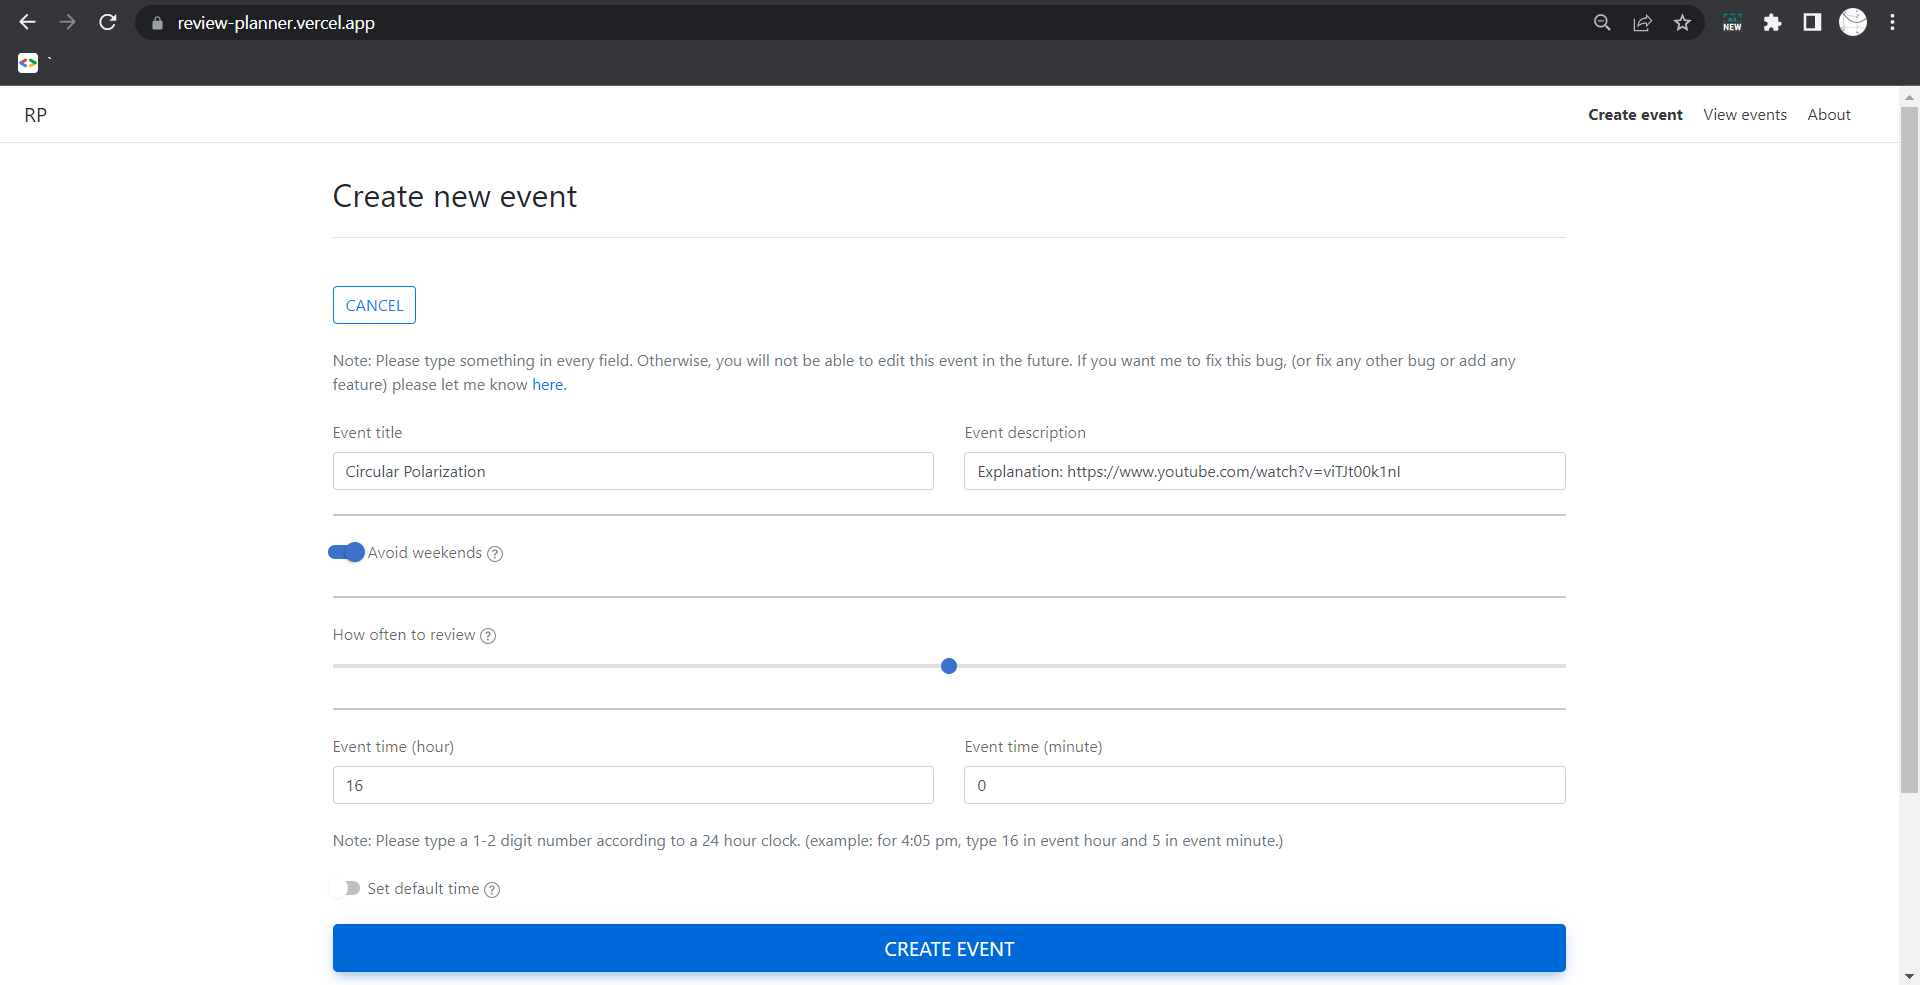 review-planner.vercel.app
NEW
`
RP
Create event View events About
Create new event
CANCEL
Note: Please type something in every field. Otherwise, you will not be able to edit this event in the future. If you want me to fix this bug, (or fix any other bug or add any
feature) please let me know here.
Event title Event description
Circular Polarization Explanation: https://www.youtube.com/watch?v=viTJt00k1nI
Avoid weekends ?
How often to review ?
Event time (hour) Event time (minute)
16 0
Note: Please type a 1-2 digit number according to a 24 hour clock. (example: for 4:05 pm, type 16 in event hour and 5 in event minute.)
Set default time ?
CREATE EVENT